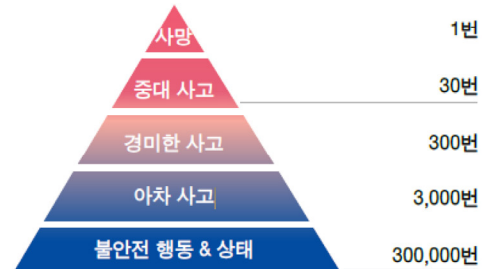 사망 1번
중대 사고 30번
경미한 사고 300번
아차 사고 3,000번
불안전 행동 & 상태 300,000번